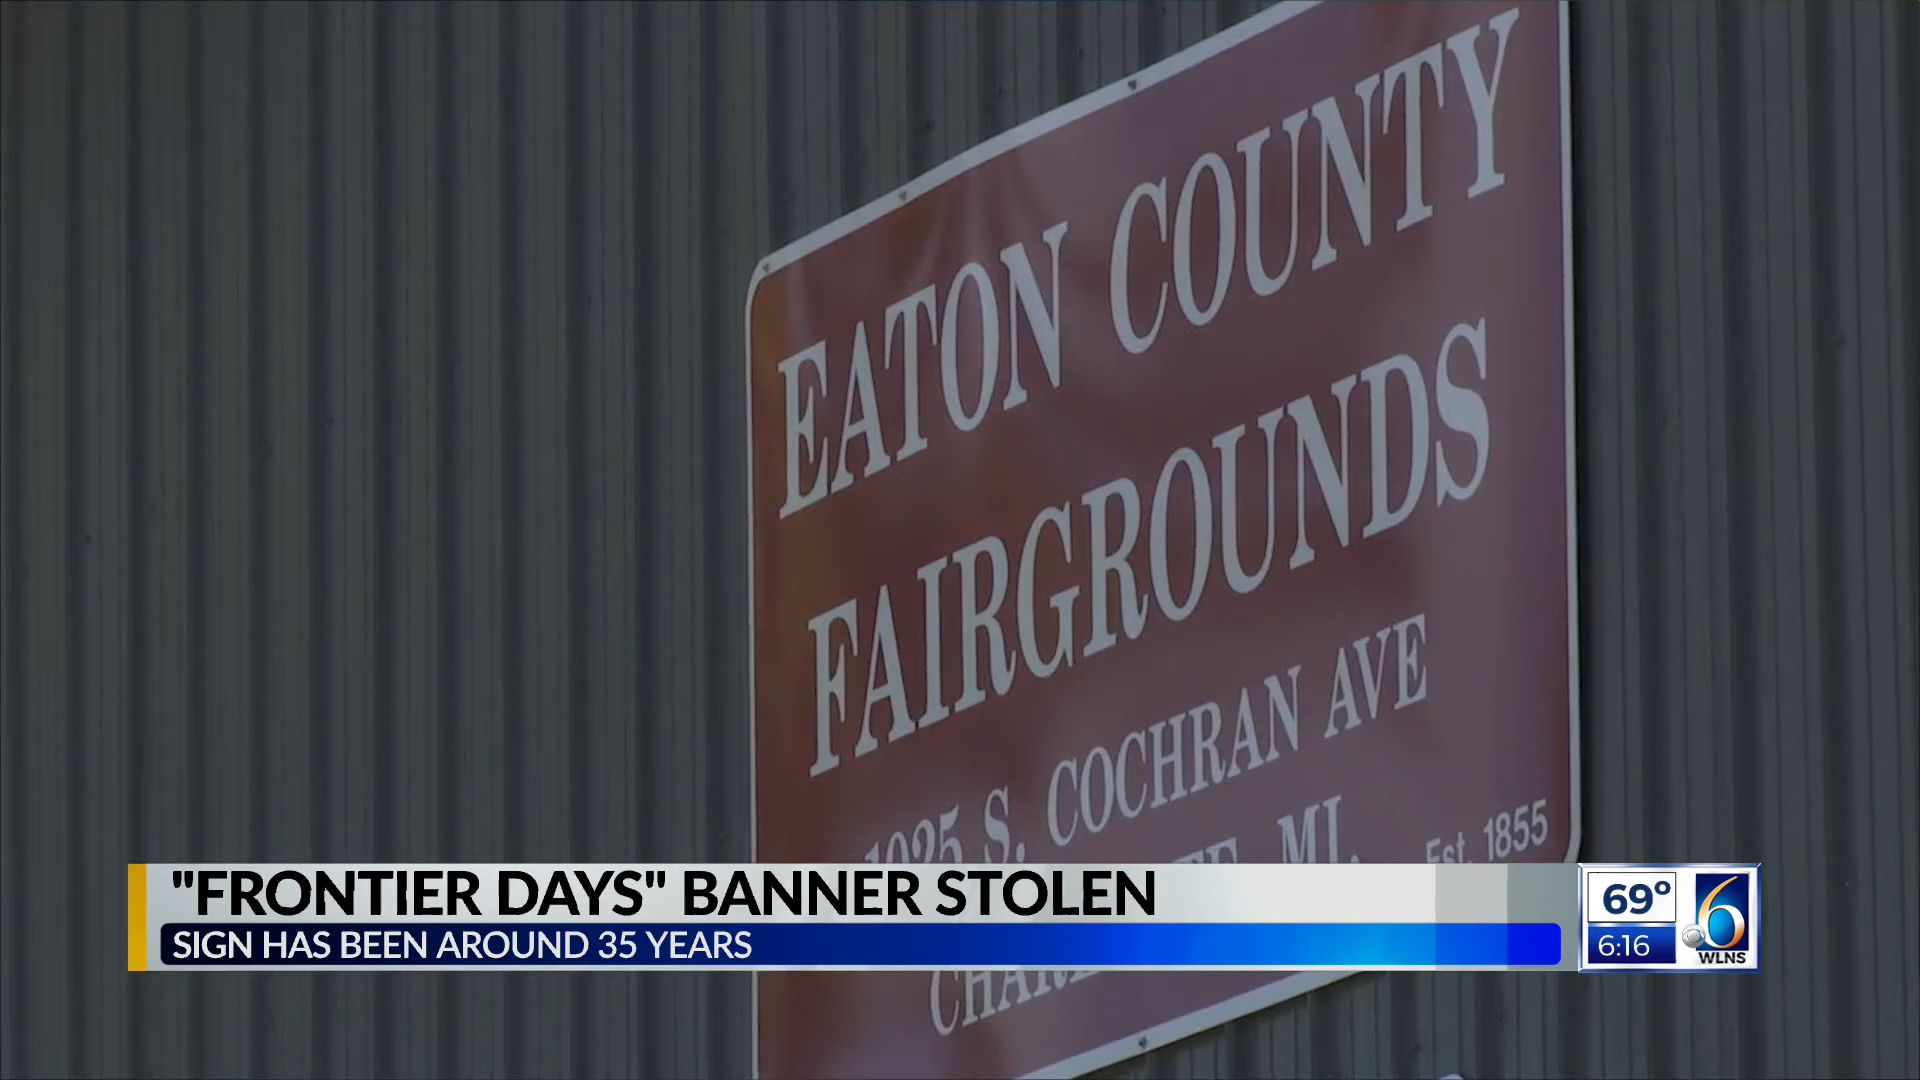 EATON COUNTY
FAIRGROUNDS
S. COCHRAN AVE
MI.
Est. 1855
"FRONTIER DAYS" BANNER STOLEN
SIGN HAS BEEN AROUND 35 YEARS
69°
6:16
6
WLNS